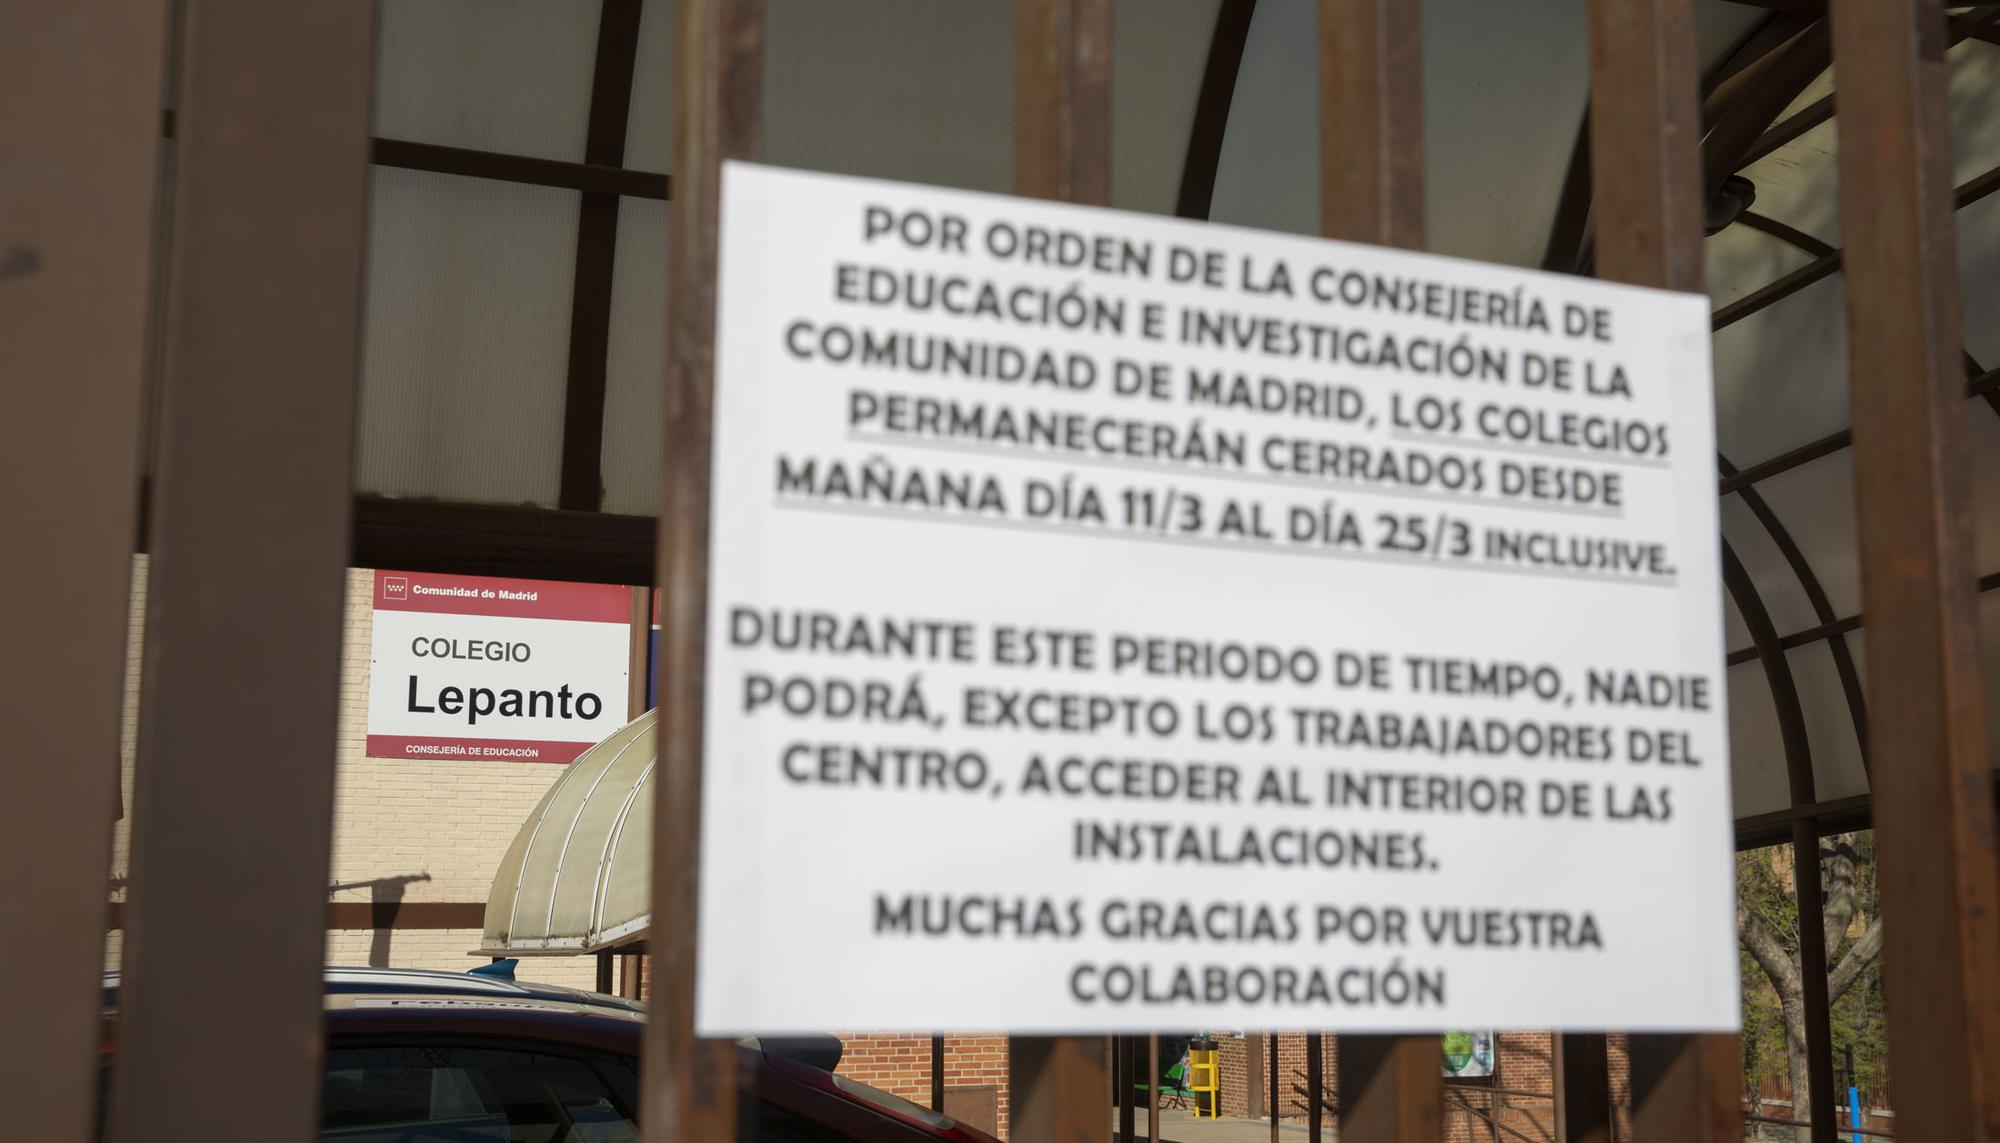 POR ORDEN DE LA CONSEJERÍA DE
EDUCACIÓN E INVESTIGACIÓN DE LA
COMUNIDAD DE MADRID, LOS COLEGIOS
PERMANECERÁN CERRADOS DESDE
MAÑANA DÍA 11/3 AL DÍA 25/3 INCLUSIVE.
DURANTE ESTE PERIODO DE TIEMPO, NADIE
PODRÁ, EXCEPTO LOS TRABAJADORES DEL
CENTRO, ACCEDER AL INTERIOR DE LAS
INSTALACIONES.
MUCHAS GRACIAS POR VUESTRA
COLABORACIÓN
Comunidad de Madrid
COLEGIO
Lepanto
CONSEJERÍA DE EDUCACIÓN